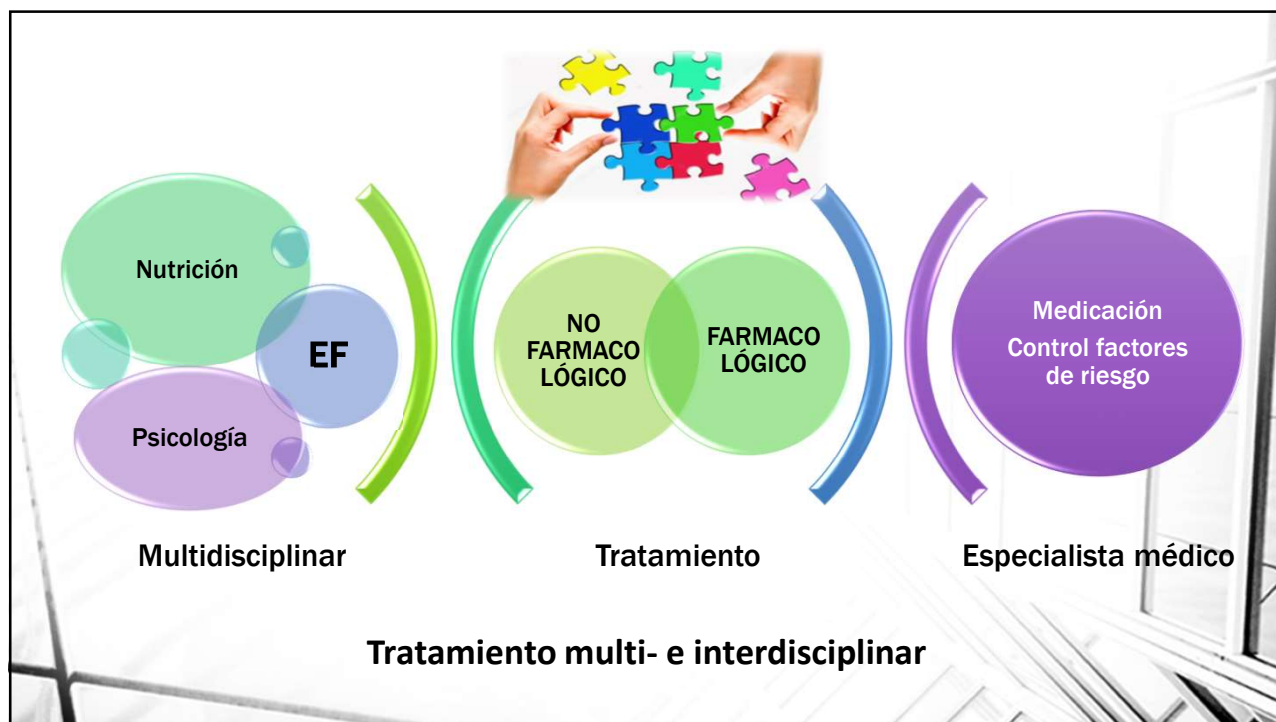 Nutrición
EF
Psicología
Multidisciplinar
NO
FARMACO
LÓGICO
FARMACO
LÓGICO
Tratamiento
Medicación
Control factores
de riesgo
Especialista médico
Tratamiento multi- e interdisciplinar